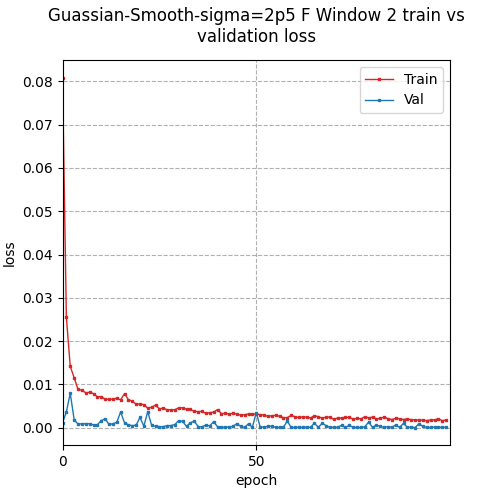 Guassian-Smooth-sigma=2p5 F Window 2 train vs
validation loss
Train
Val
0.08
0.07
0.06
0.05
0.04
0.03
0.02
0.01
0.00
loss
0
50
epoch